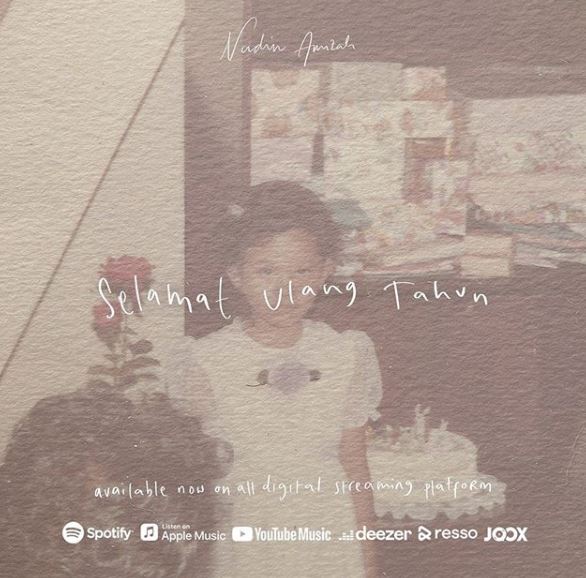 Nadin Amizah
Selamat Ulang Tahun
available now on all digital streaming platform
Spotify Listen on Apple Music YouTube Music deezer resso JOOX